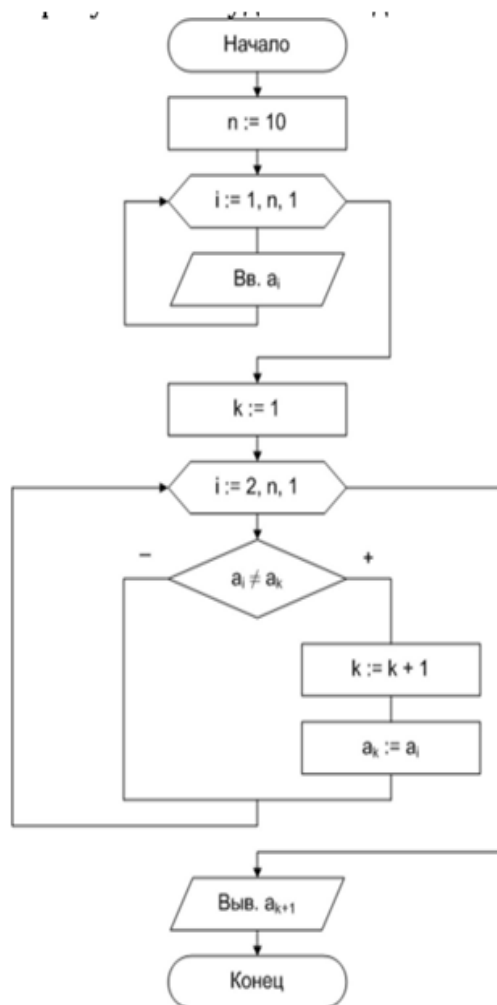 Начало
n := 10
i := 1, n, 1
Вв. aᵢ
k := 1
i := 2, n, 1
– +
aᵢ ≠ aₖ
k := k + 1
aₖ := aᵢ
Выв. aₖ₊₁
Конец